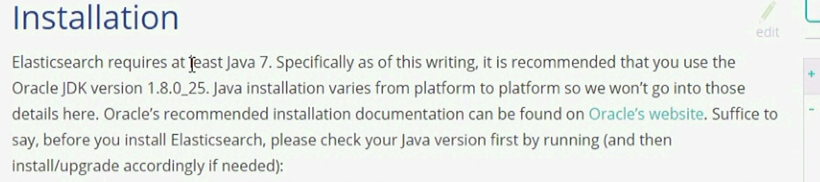 Installation
edit
Elasticsearch requires at least Java 7. Specifically as of this writing, it is recommended that you use the
Oracle JDK version 1.8.0_25. Java installation varies from platform to platform so we won't go into those
details here. Oracle's recommended installation documentation can be found on Oracle's website. Suffice to
say, before you install Elasticsearch, please check your Java version first by running (and then
install/upgrade accordingly if needed):